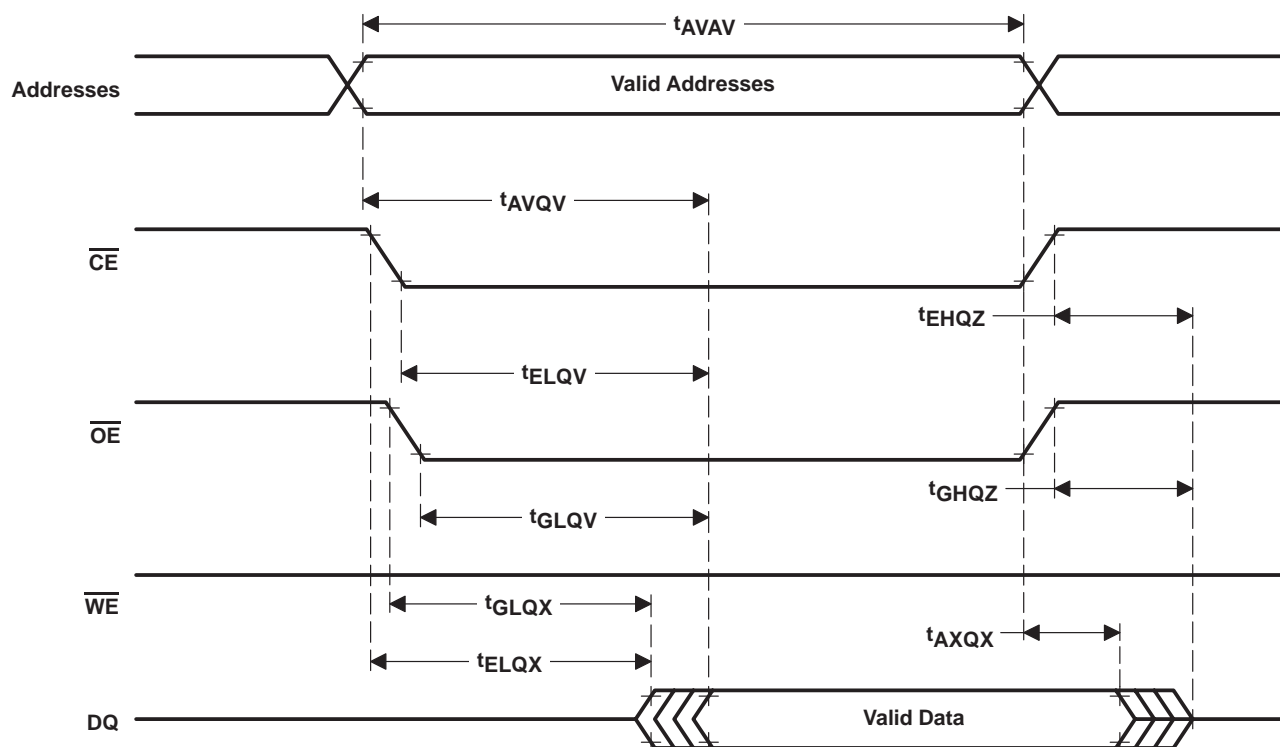 tAVAV
Addresses
Valid Addresses
tAVQV
CE
tEHQZ
tELQV
OE
tGHQZ
tGLQV
WE
tGLQX
tAXQX
tELQX
DQ
Valid Data